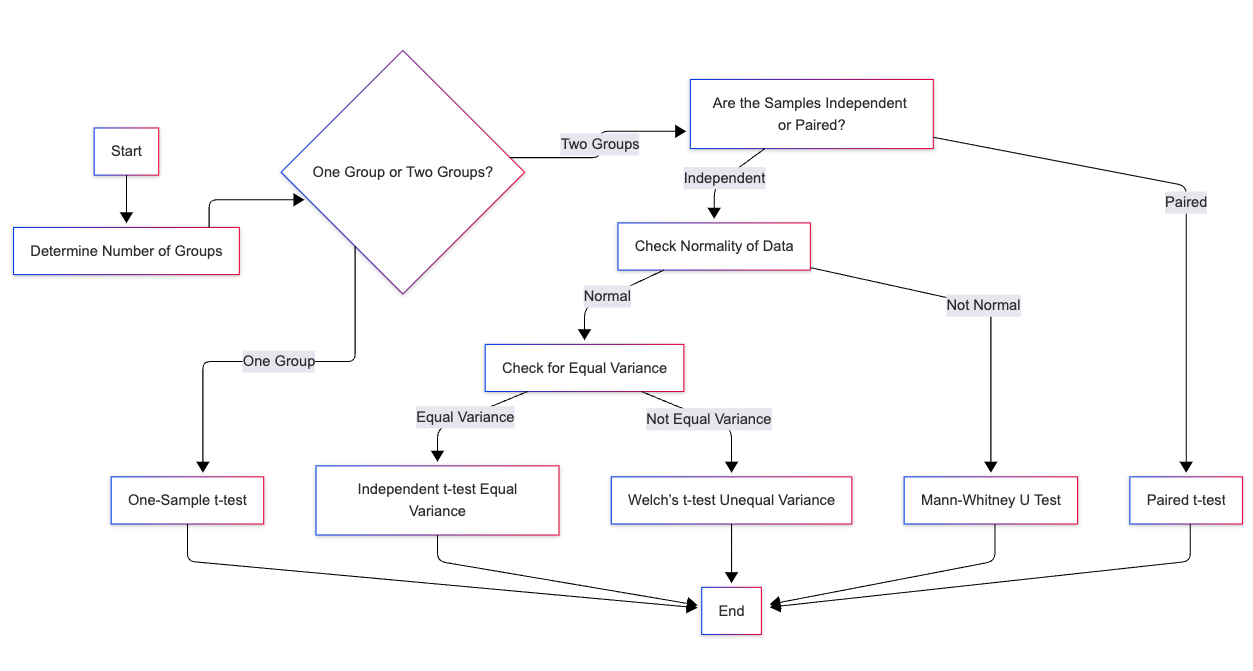 Start
Determine Number of Groups
One Group or Two Groups?
Two Groups
Are the Samples Independent
or Paired?
Independent
Paired
Check Normality of Data
Normal
Not Normal
One Group
Check for Equal Variance
Equal Variance
Not Equal Variance
One-Sample t-test
Independent t-test Equal
Variance
Welch’s t-test Unequal Variance
Mann-Whitney U Test
Paired t-test
End